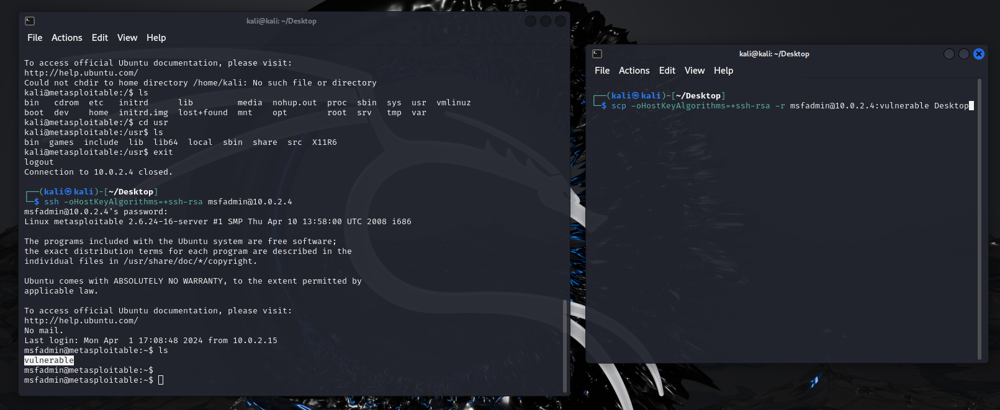 kali@kali: ~/Desktop
File Actions Edit View Help
To access official Ubuntu documentation, please visit:
http://help.ubuntu.com/
Could not chdir to home directory /home/kali: No such file or directory
kali@metasploitable:/$ ls
bin cdrom etc initrd lib media nohup.out proc sbin sys usr vmlinuz
boot dev home initrd.img lost+found mnt opt root srv tmp var
kali@metasploitable:/$ cd usr
kali@metasploitable:/usr$ ls
bin games include lib lib64 local sbin share src X11R6
kali@metasploitable:/usr$ exit
logout
Connection to 10.0.2.4 closed.
┌──(kali㉿kali)-[~/Desktop]
└─$ ssh -oHostKeyAlgorithms=+ssh-rsa msfadmin@10.0.2.4
msfadmin@10.0.2.4's password:
Linux metasploitable 2.6.24-16-server #1 SMP Thu Apr 10 13:58:00 UTC 2008 i686
The programs included with the Ubuntu system are free software;
the exact distribution terms for each program are described in the
individual files in /usr/share/doc/*/copyright.
Ubuntu comes with ABSOLUTELY NO WARRANTY, to the extent permitted by
applicable law.
To access official Ubuntu documentation, please visit:
http://help.ubuntu.com/
No mail.
Last login: Mon Apr  1 17:08:48 2024 from 10.0.2.15
msfadmin@metasploitable:~$ ls
vulnerable
msfadmin@metasploitable:~$
msfadmin@metasploitable:~$
kali@kali: ~/Desktop
File Actions Edit View Help
┌──(kali㉿kali)-[~/Desktop]
└─$ scp -oHostKeyAlgorithms=+ssh-rsa -r msfadmin@10.0.2.4:vulnerable Desktop